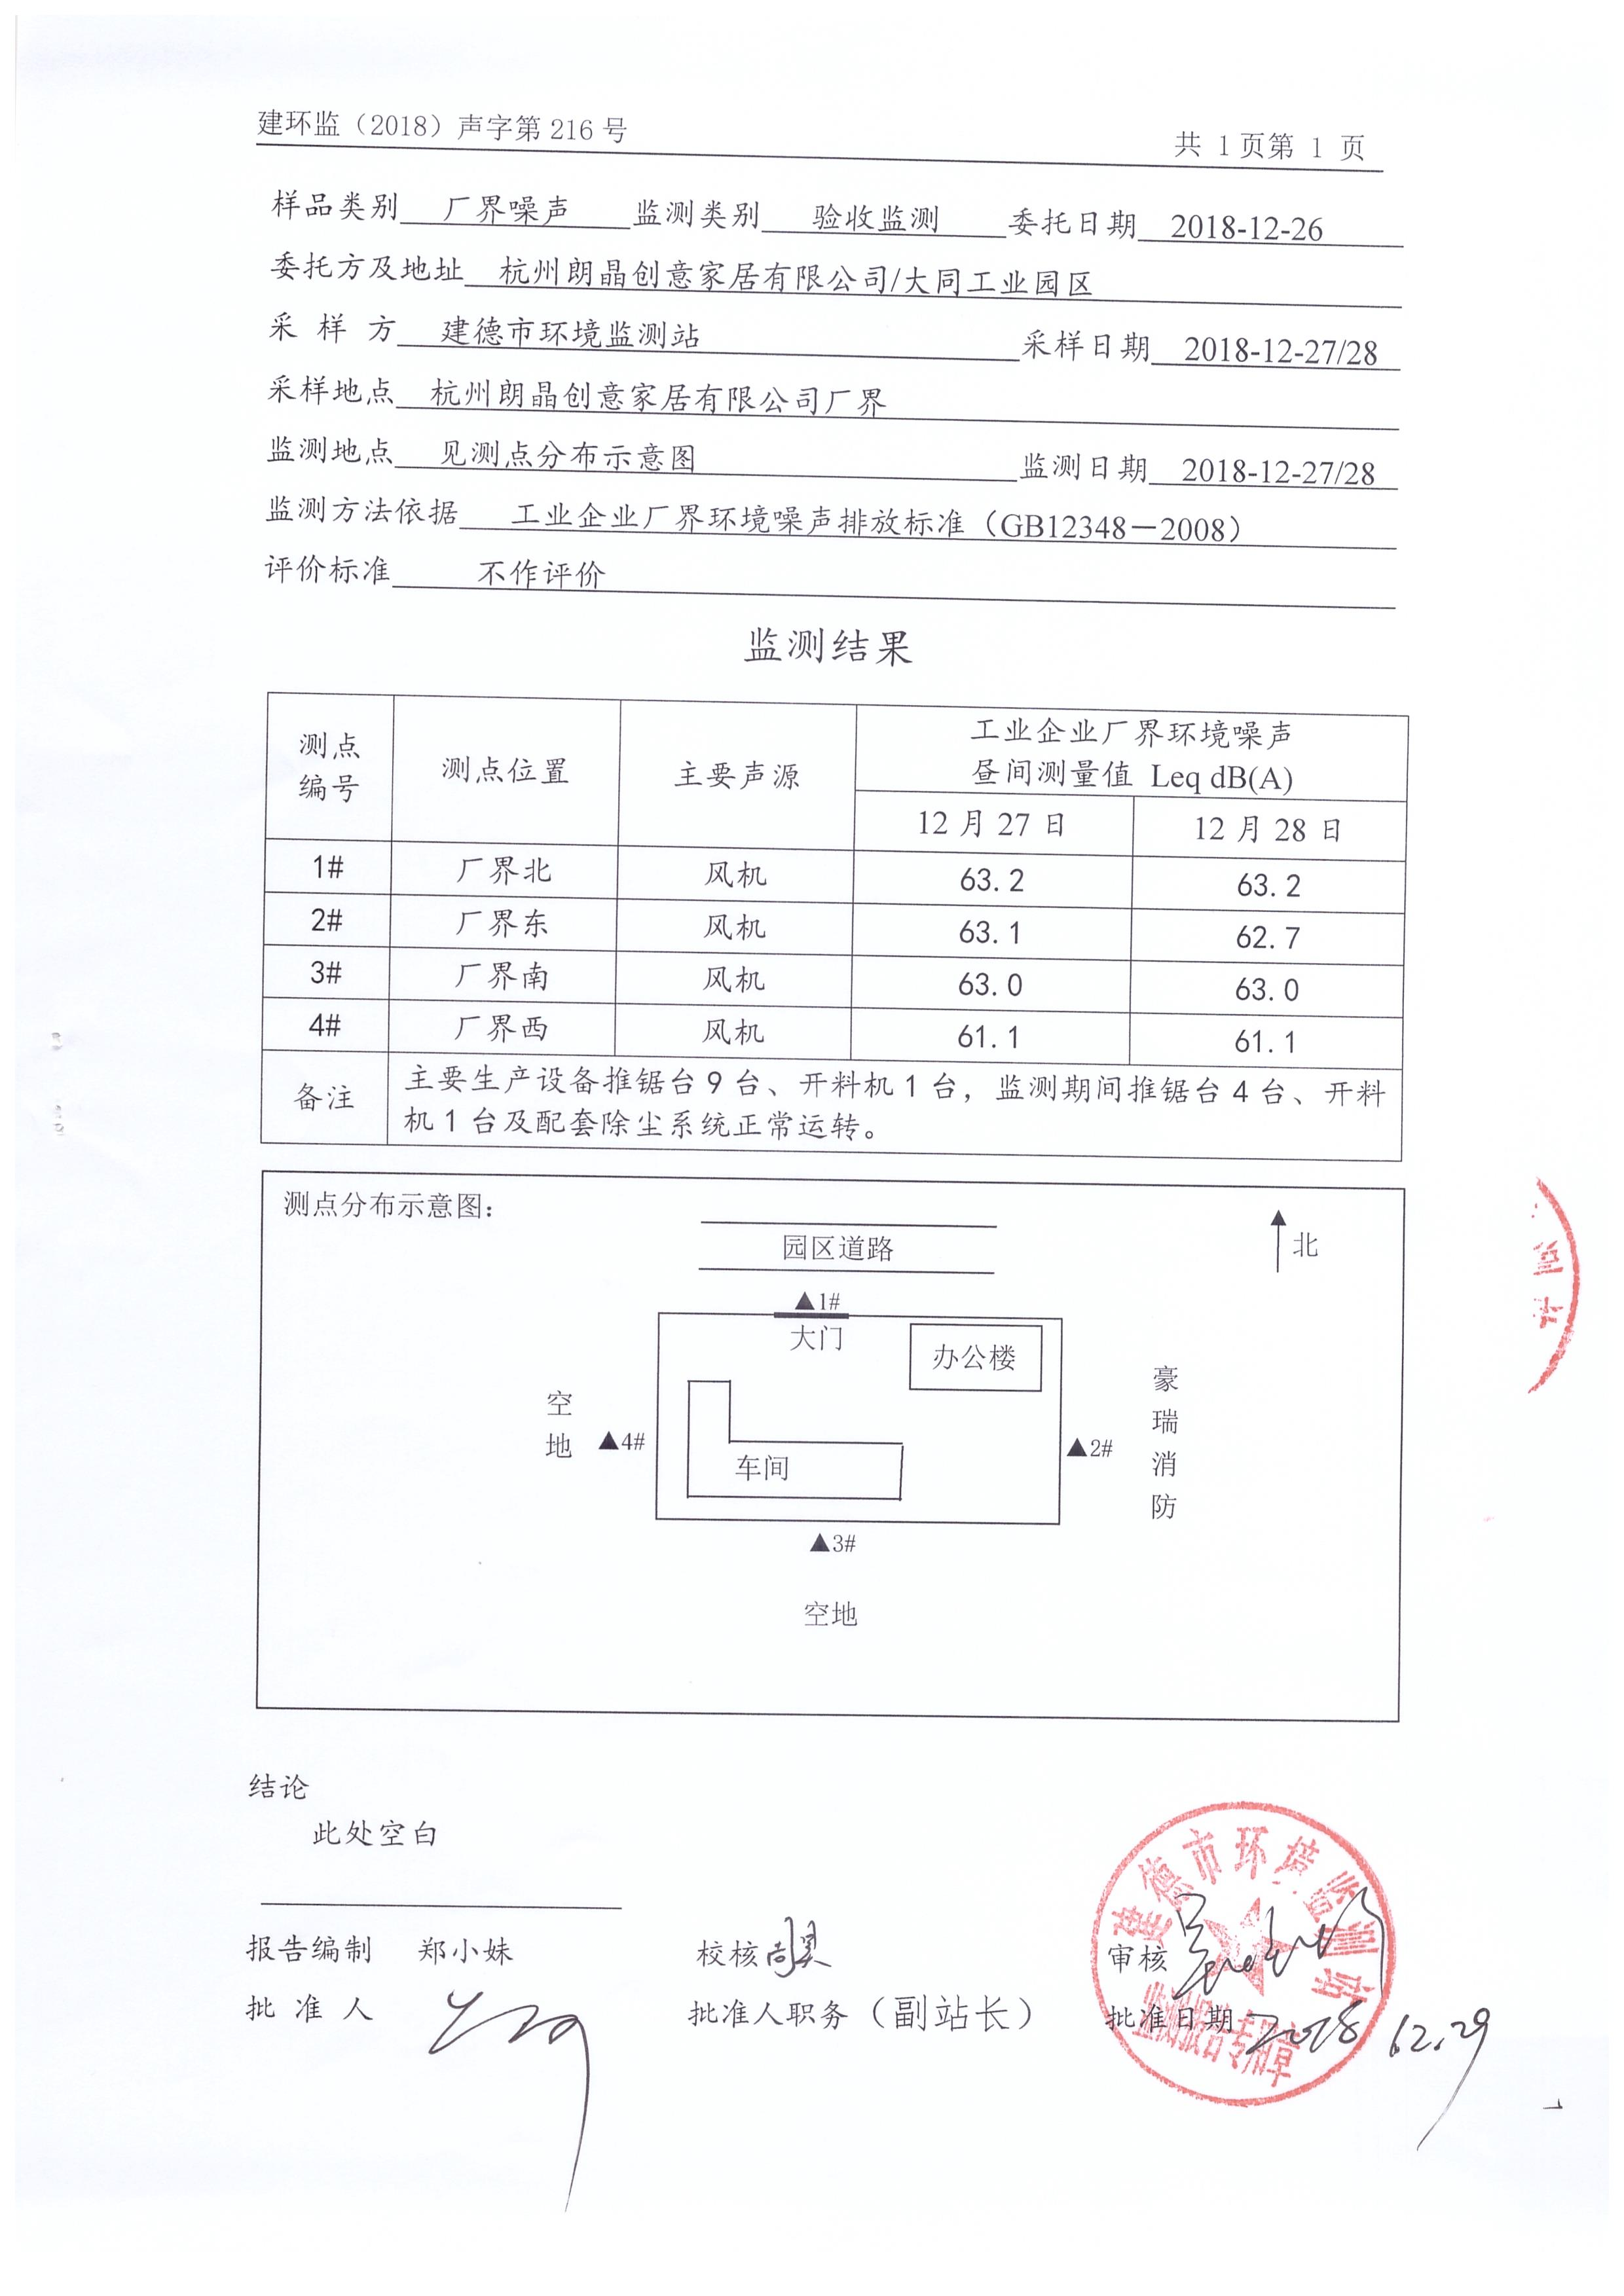 建环监（2018）声字第 216 号
共 1 页第 1 页
样品类别 厂界噪声 监测类别 验收监测 委托日期 2018-12-26
委托方及地址 杭州朗晶创意家居有限公司/大同工业园区
采 样 方 建德市环境监测站 采样日期 2018-12-27/28
采样地点 杭州朗晶创意家居有限公司厂界
监测地点 见测点分布示意图 监测日期 2018-12-27/28
监测方法依据 工业企业厂界环境噪声排放标准（GB12348－2008）
评价标准 不作评价
监测结果
测点编号 测点位置 主要声源 工业企业厂界环境噪声
昼间测量值 Leq dB(A)
12 月 27 日 12 月 28 日
1# 厂界北 风机 63.2 63.2
2# 厂界东 风机 63.1 62.7
3# 厂界南 风机 63.0 63.0
4# 厂界西 风机 61.1 61.1
备注 主要生产设备推锯台 9 台、开料机 1 台，监测期间推锯台 4 台、开料
机 1 台及配套除尘系统正常运转。
测点分布示意图：
园区道路
北
▲1#
大门
办公楼
空地
▲4#
车间
▲2#
豪瑞消防
▲3#
空地
结论
此处空白
报告编制 郑小妹 校核 审核
批 准 人 批准人职务（副站长） 批准日期 2018.12.29
建德市环境监测站
监测报告专用章